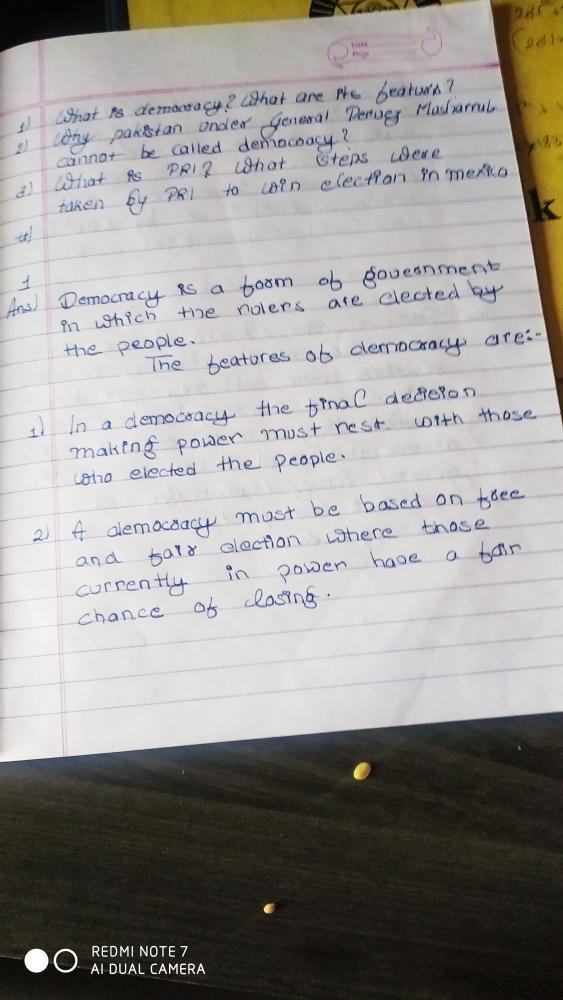 Date
Page
1) What is democracy? What are its features?
2) Why pakistan under General Pervez Musharruf
cannot be called democracy?
3) What is PRI? What steps were
taken by PRI to win election in mexico
4)
1
Ans) Democracy is a form of government
in which the rulers are elected by
the people.
The features of democracy are:-
1) In a democracy the final decision
making power must rest with those
who elected the people.
2) A democracy must be based on free
and fair election where those
currently in power have a fair
chance of closing.
k
REDMI NOTE 7
AI DUAL CAMERA